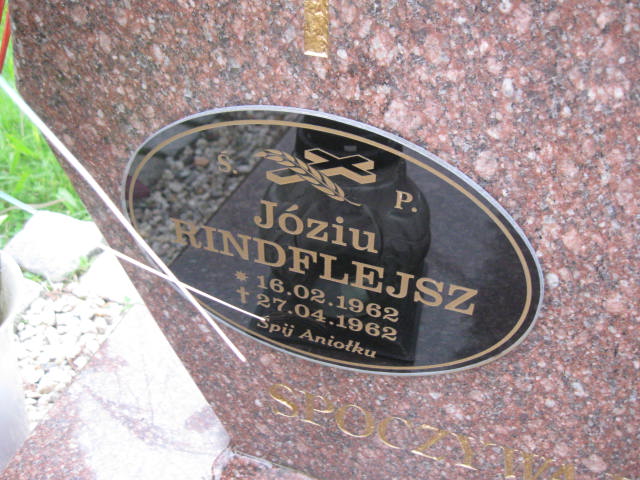 Ś. P.
Józiu
RINDFLEJSZ
* 16.02.1962
† 27.04.1962
Śpij Aniołku